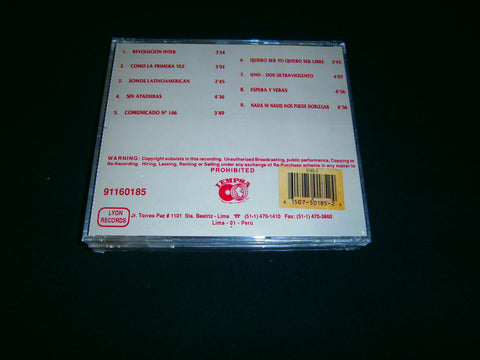 1. REVOLUCION INTER 3'34
2. COMO LA PRIMERA VEZ 3'02
3. SOMOS LATINOAMERICAN 2'45
4. SIN ATADURAS 4'36
5. COMUNICADO Nº 166 3'49
6. QUIERO SER YO QUIERO SER LIBRE 3'43
7. UNO - DOS ULTRAVIOLENTO 4'07
8. ESPERA Y VERAS 4'56
9. NADA NI NADIE NOS PUEDE DOBLEGAR 4'56
WARNING: Copyright subsists in this recording. Unauthorized Broadcasting, public performance, Copying or
Re-Recording. Hiring, Leasing, Renting or Selling under any exchange of Re-Purchase scheme in any matter is
PROHIBITED
91160185
IEMPSA
6 1507-50185-2
LYON
RECORDS
Jr. Torres Paz # 1101 Sta. Beatriz - Lima ☎ (51-1) 470-1410 Fax: (51-1) 470-3860
Lima - 01 - Perú